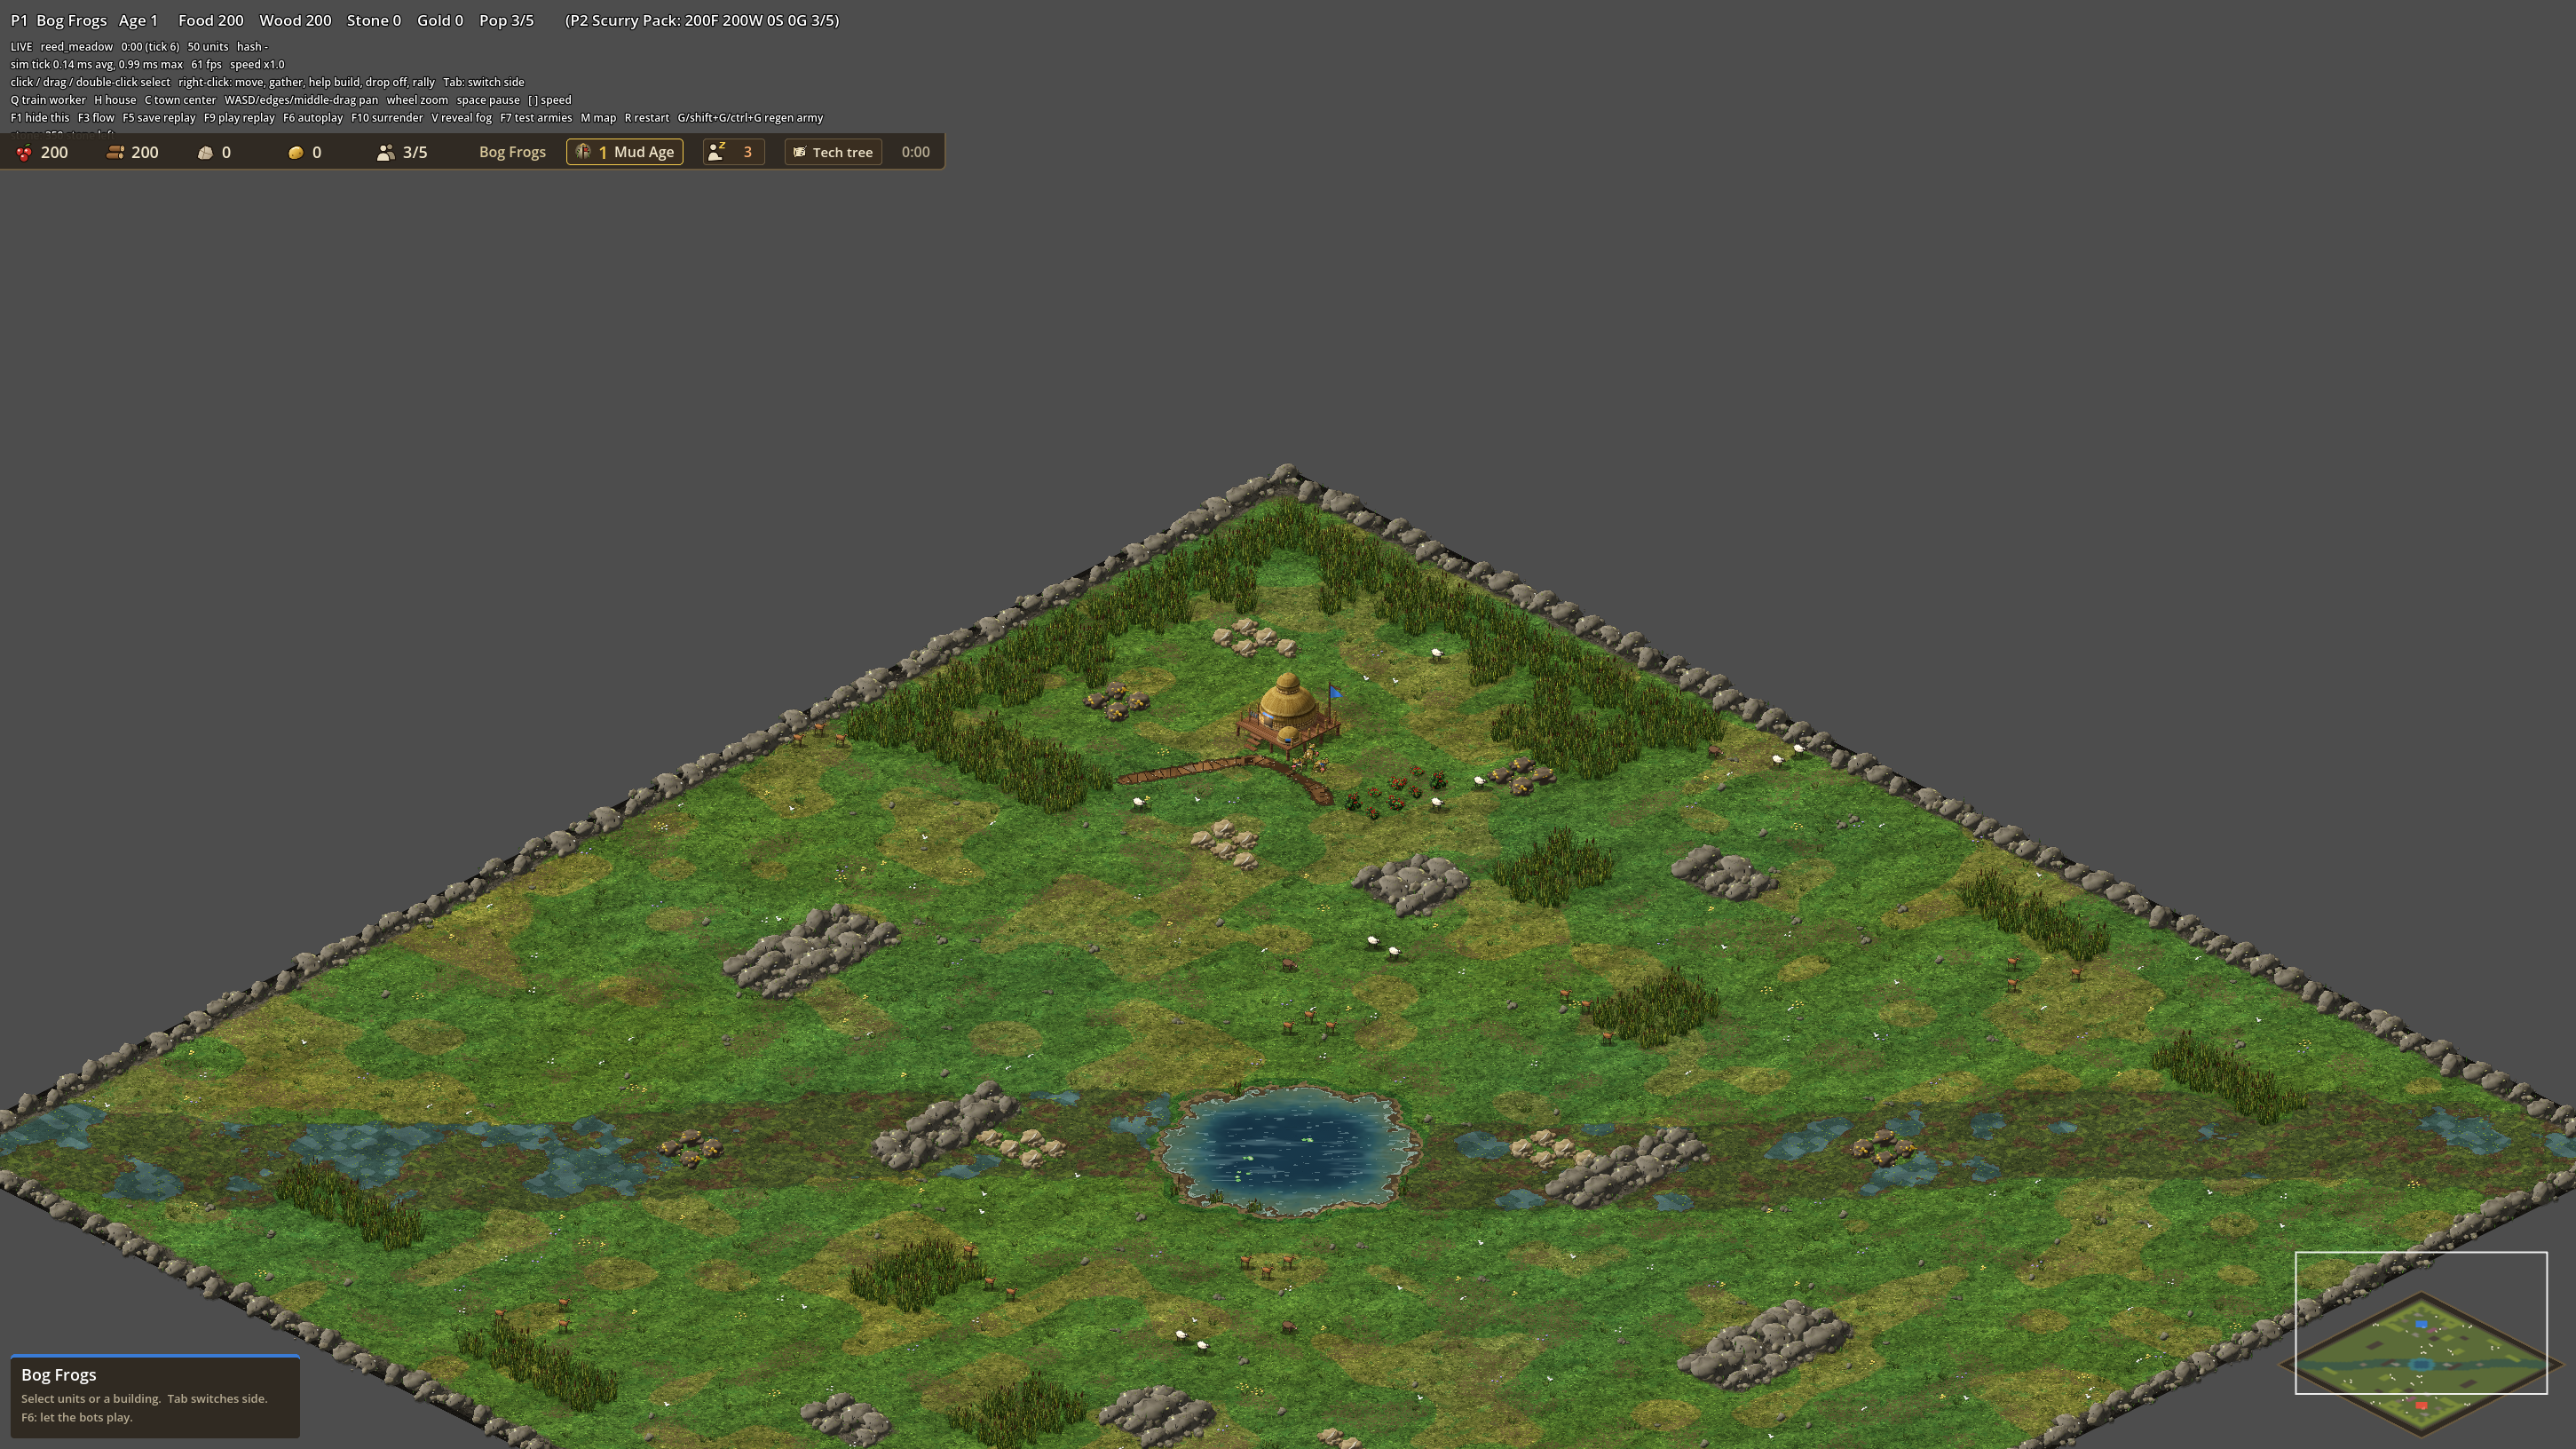 P1 Bog Frogs Age 1 Food 200 Wood 200 Stone 0 Gold 0 Pop 3/5 (P2 Scurry Pack: 200F 200W 0S 0G 3/5)
LIVE reed_meadow 0:00 (tick 6) 50 units hash -
sim tick 0.14 ms avg, 0.99 ms max 61 fps speed x1.0
click / drag / double-click select right-click: move, gather, help build, drop off, rally Tab: switch side
Q train worker H house C town center WASD/edges/middle-drag pan wheel zoom space pause [ ] speed
F1 hide this F3 flow F5 save replay F9 play replay F6 autoplay F10 surrender V reveal fog F7 test armies M map R restart G/shift+G/ctrl+G regen army
200 200 0 0 3/5 Bog Frogs 1 Mud Age z 3 Tech tree 0:00
Bog Frogs
Select units or a building. Tab switches side.
F6: let the bots play.